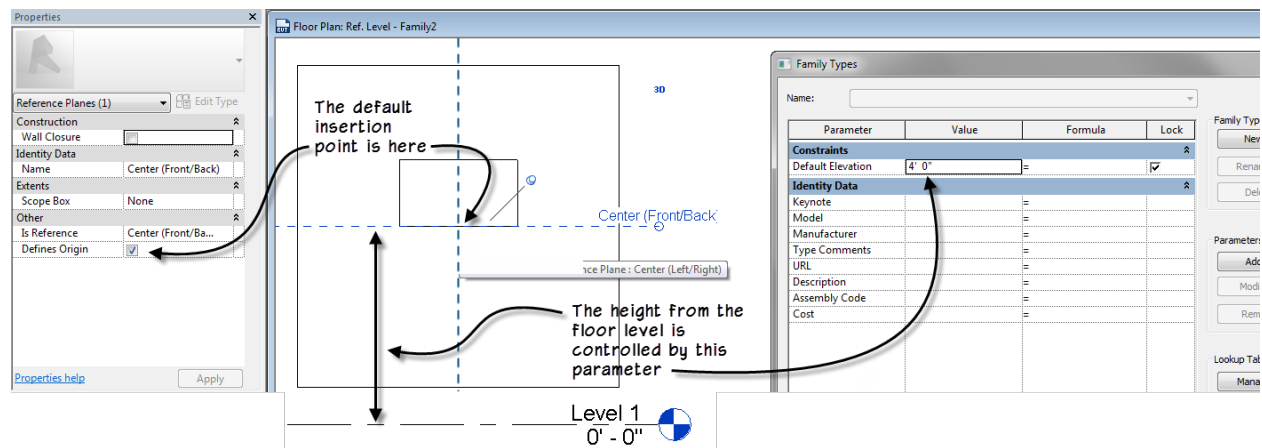 Properties
×
Reference Planes (1)
Edit Type
Construction
Wall Closure
Identity Data
Name Center (Front/Back)
Extents
Scope Box None
Other
Is Reference Center (Front/Ba...
Defines Origin
Properties help
Apply
Floor Plan: Ref. Level - Family2
The default
insertion
point is here
3D
Center (Front/Back)
Plane : Center (Left/Right)
The height from the
floor level is
controlled by this
parameter
Level 1
0' - 0"
Family Types
Name:
Parameter Value Formula Lock
Constraints
Default Elevation 4' 0" =
Identity Data
Keynote =
Model =
Manufacturer =
Type Comments =
URL =
Description =
Assembly Code =
Cost =
Family Typ
New
Rena
Del
Parameters
Add
Modi
Rem
Lookup Tab
Mana